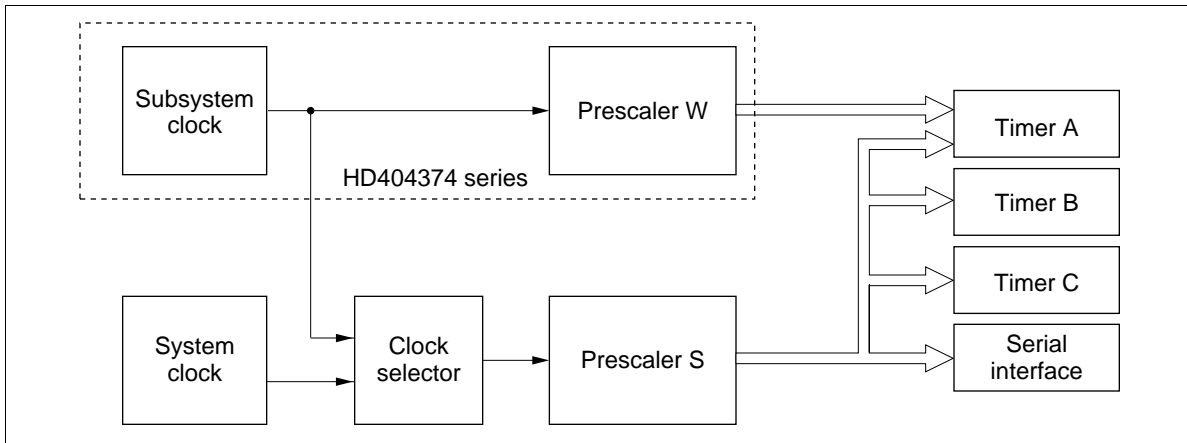 Subsystem
clock
Prescaler W
Timer A
HD404374 series
Timer B
Timer C
System
clock
Clock
selector
Prescaler S
Serial
interface